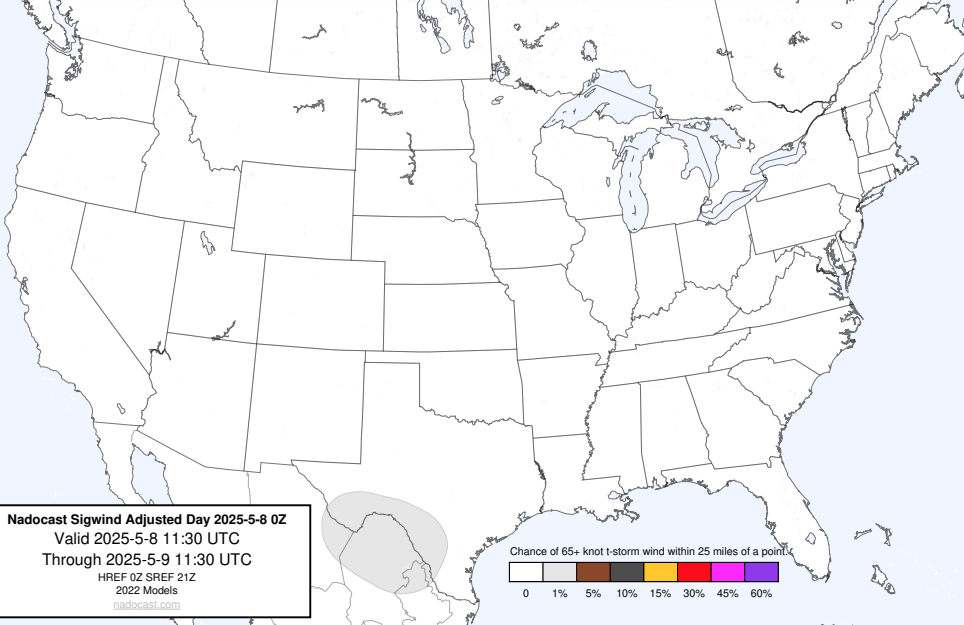 Nadocast Sigwind Adjusted Day 2025-5-8 0Z
Valid 2025-5-8 11:30 UTC
Through 2025-5-9 11:30 UTC
HREF 0Z SREF 21Z
2022 Models
nadocast.com
Chance of 65+ knot t-storm wind within 25 miles of a point.
0 1% 5% 10% 15% 30% 45% 60%